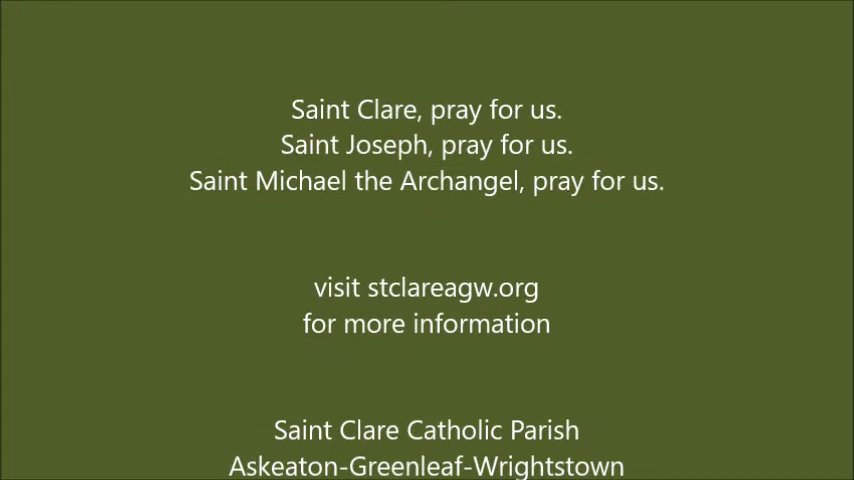 Saint Clare, pray for us.
Saint Joseph, pray for us.
Saint Michael the Archangel, pray for us.
visit stclareagw.org
for more information
Saint Clare Catholic Parish
Askeaton-Greenleaf-Wrightstown